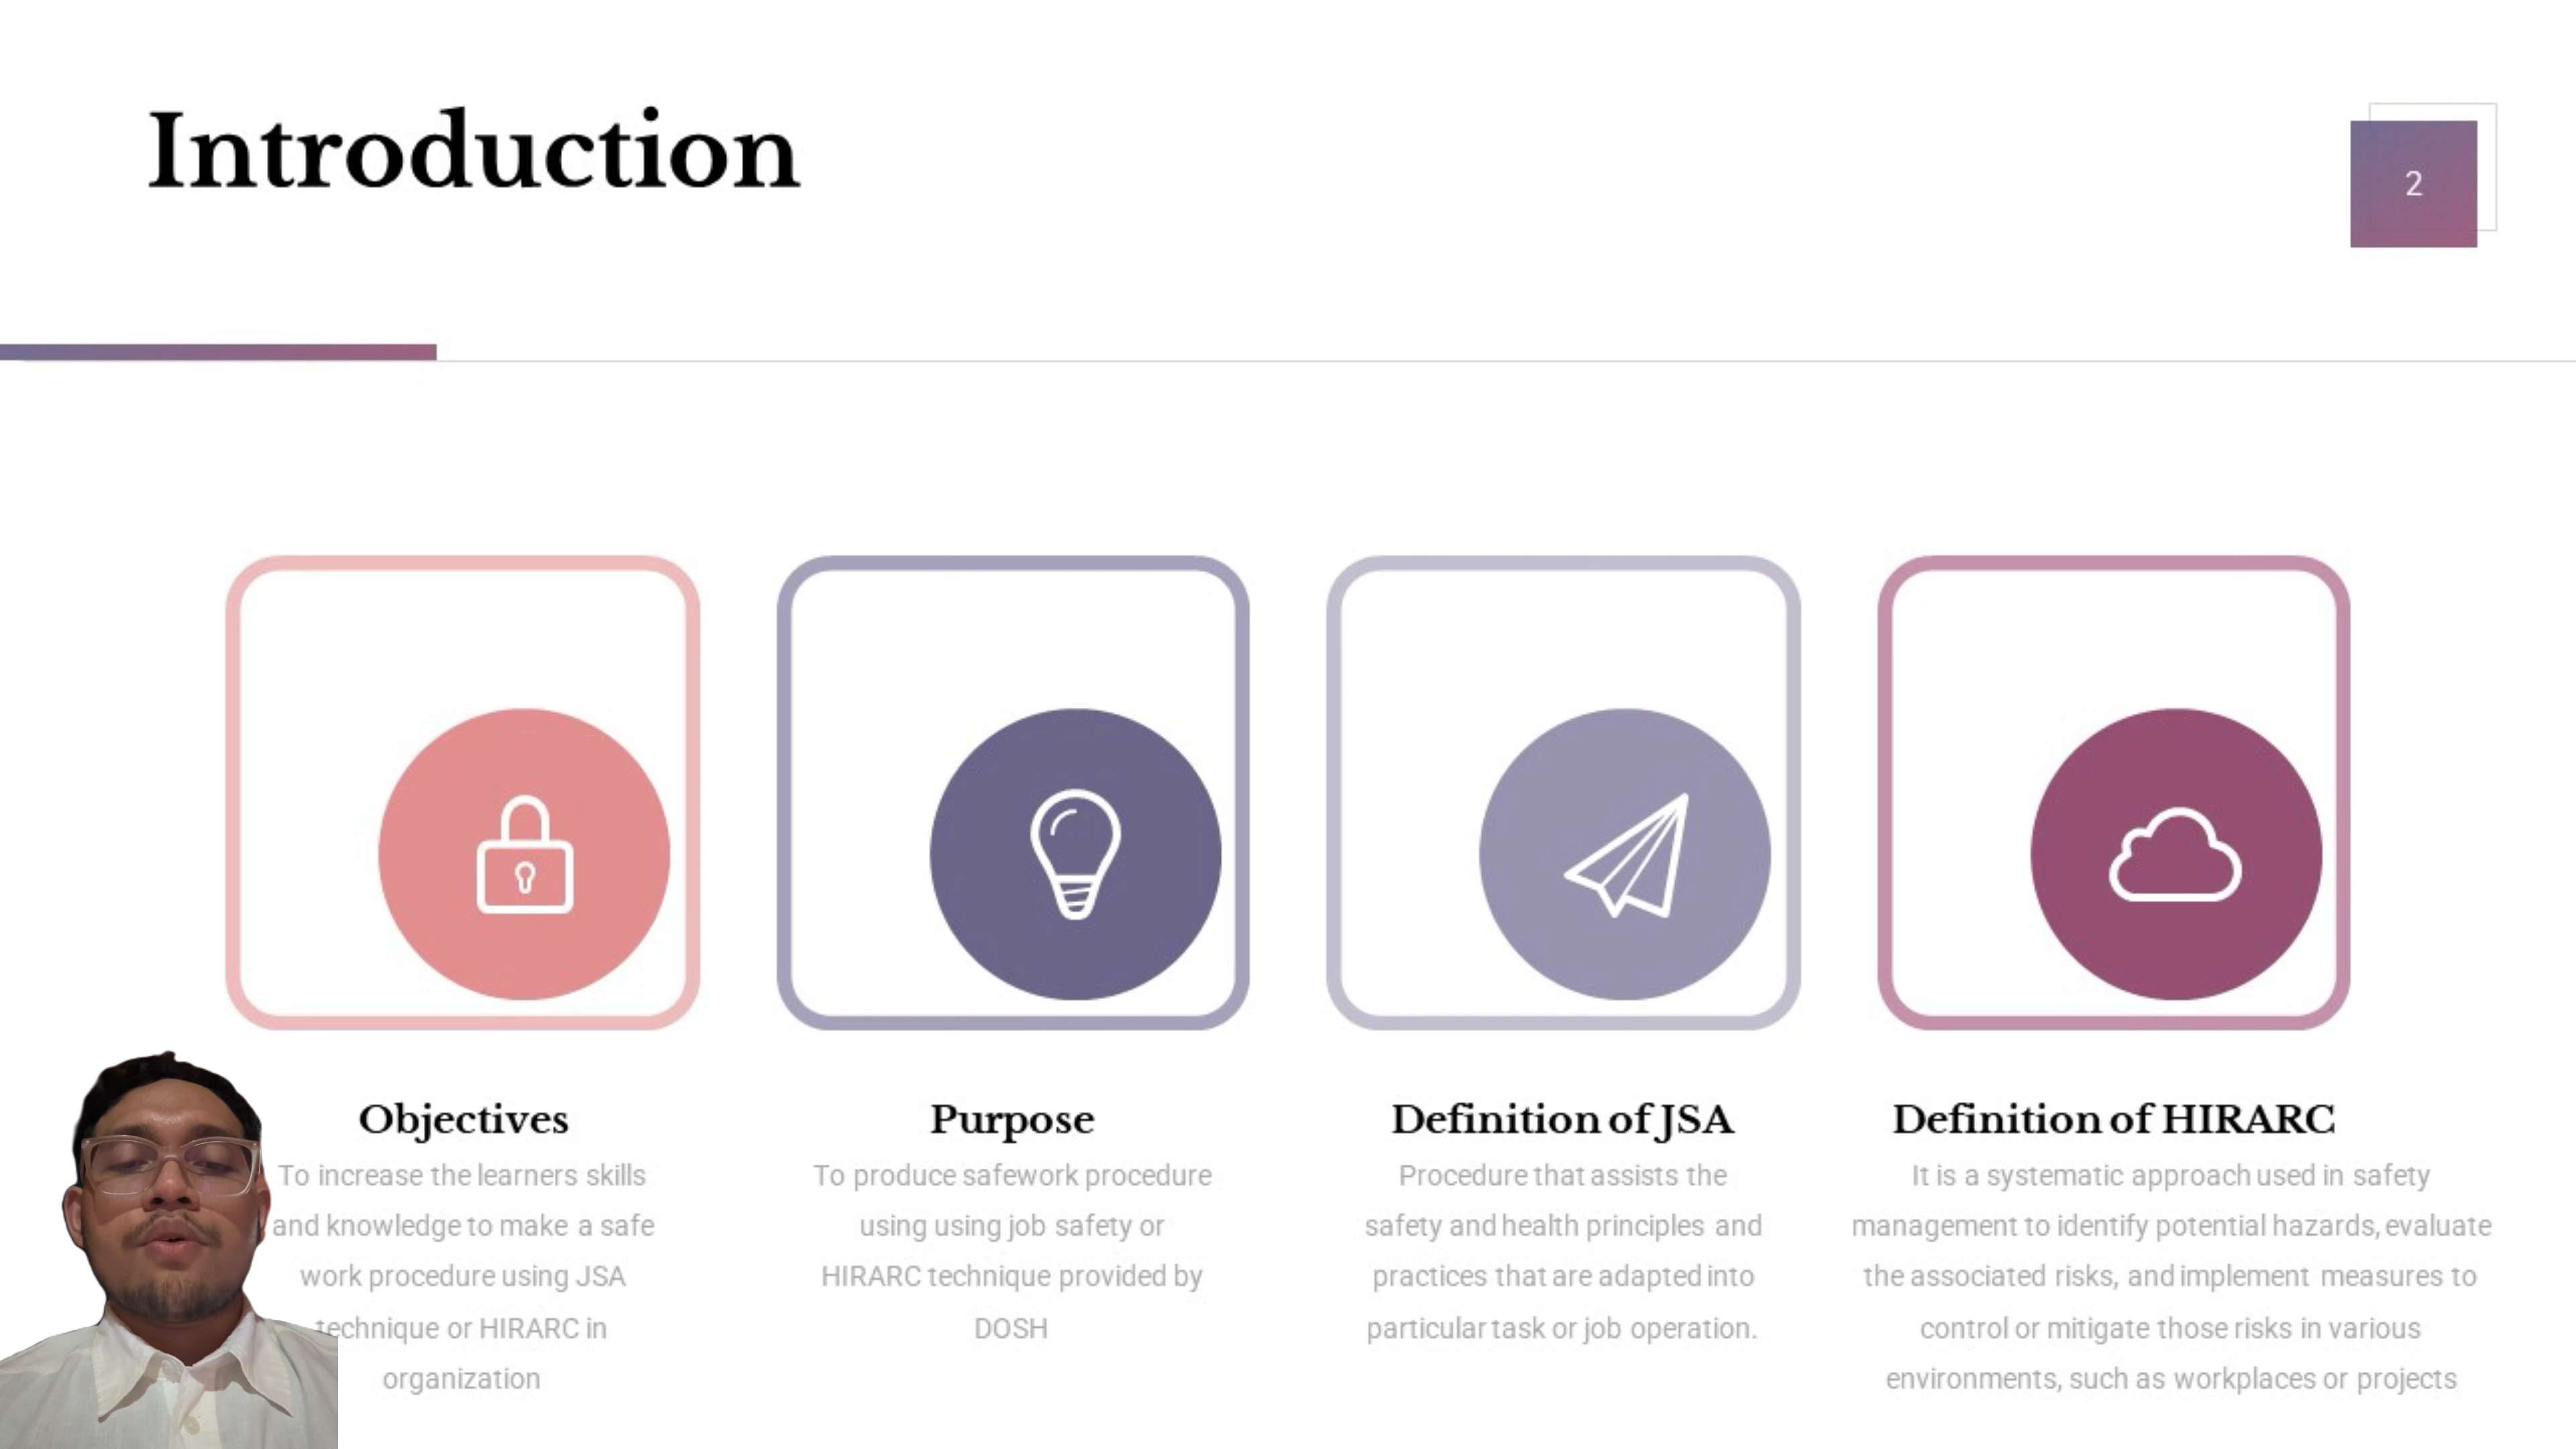 Introduction
2
Objectives
To increase the learners skills
and knowledge to make a safe
work procedure using JSA
technique or HIRARC in
organization
Purpose
To produce safework procedure
using using job safety or
HIRARC technique provided by
DOSH
Definition of JSA
Procedure that assists the
safety and health principles and
practices that are adapted into
particular task or job operation.
Definition of HIRARC
It is a systematic approach used in safety
management to identify potential hazards, evaluate
the associated risks, and implement measures to
control or mitigate those risks in various
environments, such as workplaces or projects